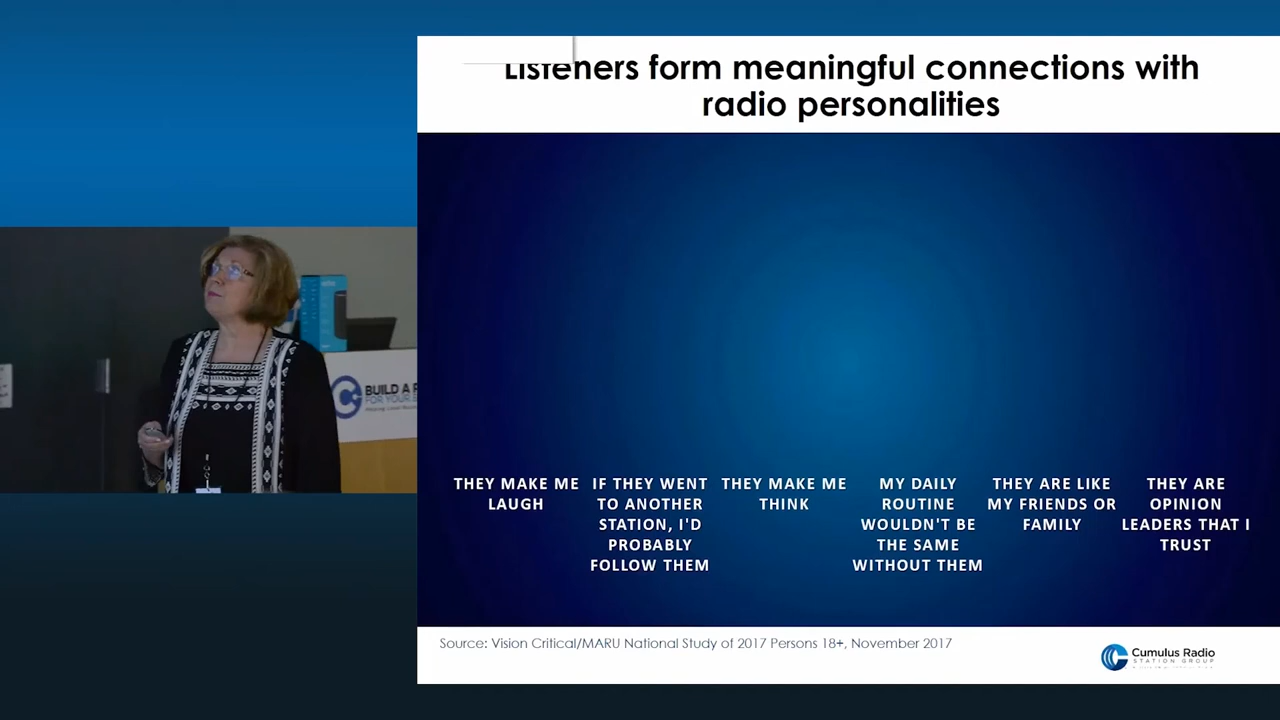 Listeners form meaningful connections with
radio personalities
THEY MAKE ME
LAUGH
IF THEY WENT
TO ANOTHER
STATION, I'D
PROBABLY
FOLLOW THEM
THEY MAKE ME
THINK
MY DAILY
ROUTINE
WOULDN'T BE
THE SAME
WITHOUT THEM
THEY ARE LIKE
MY FRIENDS OR
FAMILY
THEY ARE
OPINION
LEADERS THAT I
TRUST
Source: Vision Critical/MARU National Study of 2017 Persons 18+, November 2017
Cumulus Radio
STATION GROUP
BUILD A
FOR YOUR